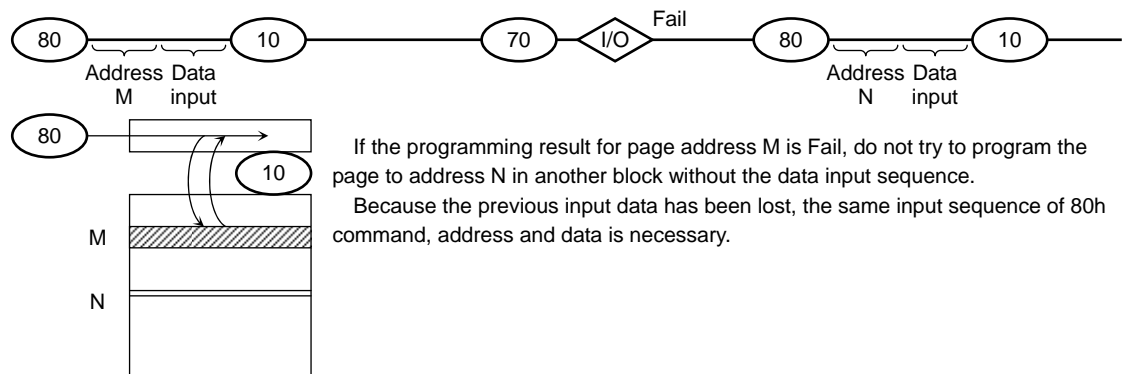 Fail
80 10 70 I/O 80 10
Address Data Address Data
M input N input
80
If the programming result for page address M is Fail, do not try to program the
10
page to address N in another block without the data input sequence.
Because the previous input data has been lost, the same input sequence of 80h
M
command, address and data is necessary.
N